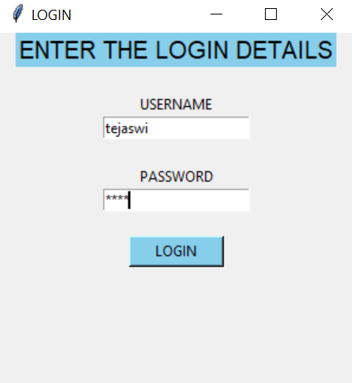 LOGIN
ENTER THE LOGIN DETAILS
USERNAME
tejaswi
PASSWORD
****
LOGIN